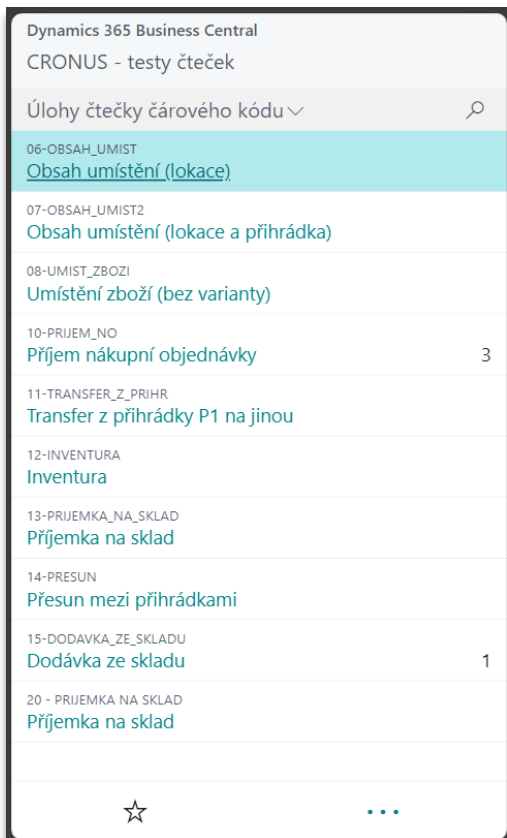 Dynamics 365 Business Central
CRONUS - testy čteček
Úlohy čtečky čárového kódu
06-OBSAH_UMIST
Obsah umístění (lokace)
07-OBSAH_UMIST2
Obsah umístění (lokace a přihrádka)
08-UMIST_ZBOZI
Umístění zboží (bez varianty)
10-PRIJEM_NO
Příjem nákupní objednávky 3
11-TRANSFER_Z_PRIHR
Transfer z přihrádky P1 na jinou
12-INVENTURA
Inventura
13-PRIJEMKA_NA_SKLAD
Příjemka na sklad
14-PRESUN
Přesun mezi přihrádkami
15-DODAVKA_ZE_SKLADU
Dodávka ze skladu 1
20 - PRIJEMKA NA SKLAD
Příjemka na sklad